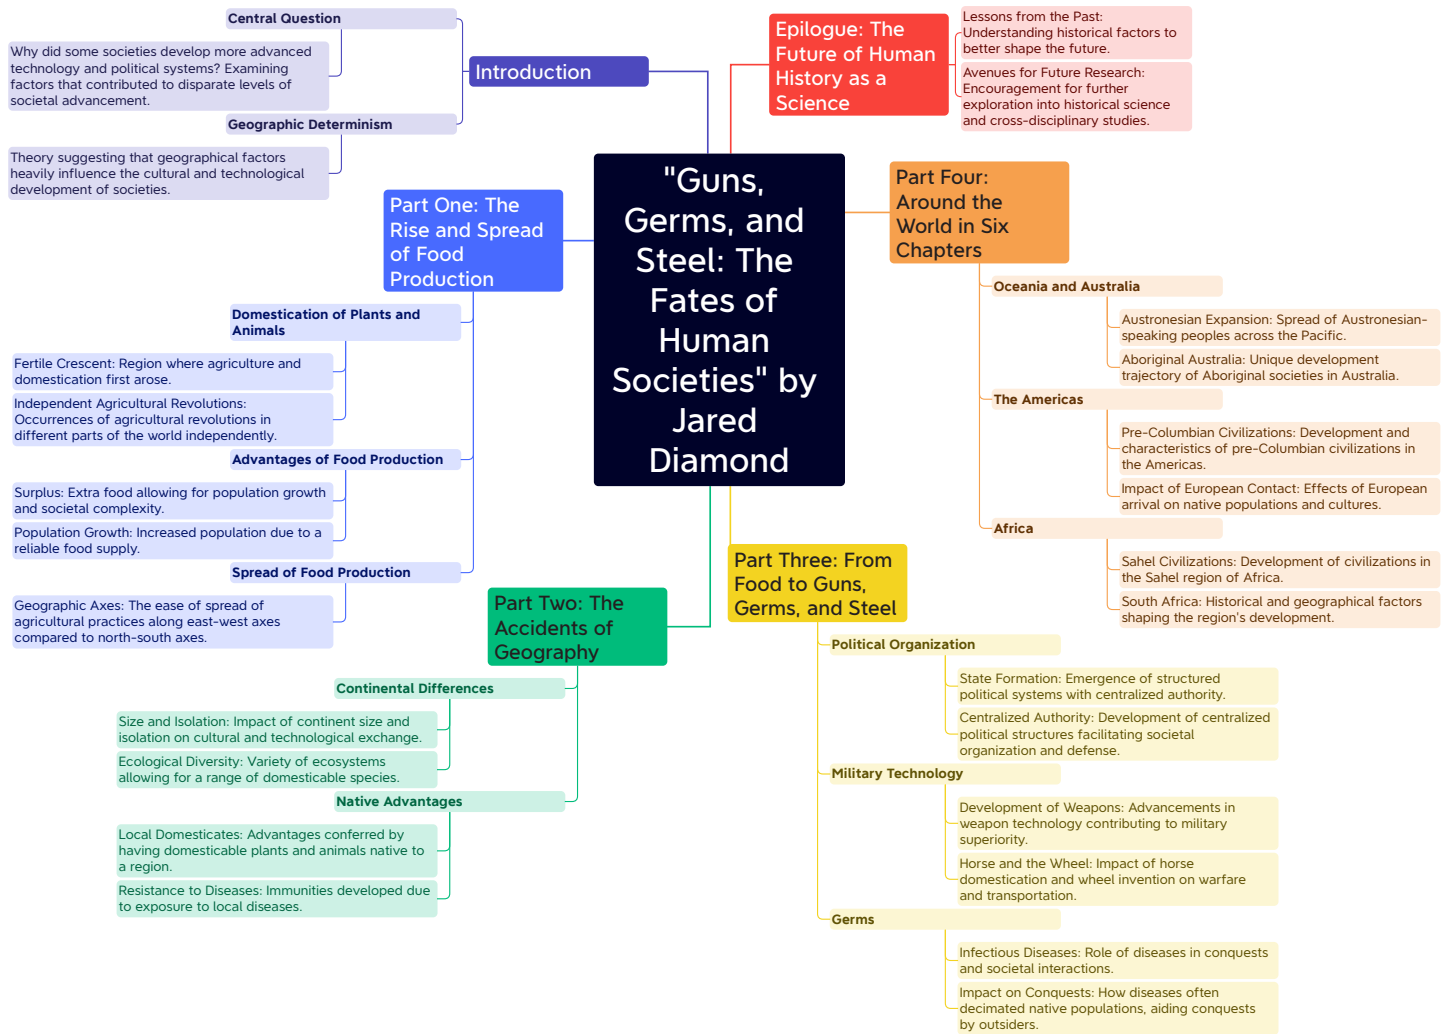 "Guns,
Germs, and
Steel: The
Fates of
Human
Societies" by
Jared
Diamond
Introduction
Central Question
Why did some societies develop more advanced
technology and political systems? Examining
factors that contributed to disparate levels of
societal advancement.
Geographic Determinism
Theory suggesting that geographical factors
heavily influence the cultural and technological
development of societies.
Part One: The
Rise and Spread
of Food
Production
Domestication of Plants and
Animals
Fertile Crescent: Region where agriculture and
domestication first arose.
Independent Agricultural Revolutions:
Occurrences of agricultural revolutions in
different parts of the world independently.
Advantages of Food Production
Surplus: Extra food allowing for population growth
and societal complexity.
Population Growth: Increased population due to a
reliable food supply.
Spread of Food Production
Geographic Axes: The ease of spread of
agricultural practices along east-west axes
compared to north-south axes.
Part Two: The
Accidents of
Geography
Continental Differences
Size and Isolation: Impact of continent size and
isolation on cultural and technological exchange.
Ecological Diversity: Variety of ecosystems
allowing for a range of domesticable species.
Native Advantages
Local Domesticates: Advantages conferred by
having domesticable plants and animals native to
a region.
Resistance to Diseases: Immunities developed due
to exposure to local diseases.
Part Three: From
Food to Guns,
Germs, and Steel
Political Organization
State Formation: Emergence of structured
political systems with centralized authority.
Centralized Authority: Development of centralized
political structures facilitating societal
organization and defense.
Military Technology
Development of Weapons: Advancements in
weapon technology contributing to military
superiority.
Horse and the Wheel: Impact of horse
domestication and wheel invention on warfare
and transportation.
Germs
Infectious Diseases: Role of diseases in conquests
and societal interactions.
Impact on Conquests: How diseases often
decimated native populations, aiding conquests
by outsiders.
Part Four:
Around the
World in Six
Chapters
Oceania and Australia
Austronesian Expansion: Spread of Austronesian-
speaking peoples across the Pacific.
Aboriginal Australia: Unique development
trajectory of Aboriginal societies in Australia.
The Americas
Pre-Columbian Civilizations: Development and
characteristics of pre-Columbian civilizations in
the Americas.
Impact of European Contact: Effects of European
arrival on native populations and cultures.
Africa
Sahel Civilizations: Development of civilizations in
the Sahel region of Africa.
South Africa: Historical and geographical factors
shaping the region's development.
Epilogue: The
Future of Human
History as a
Science
Lessons from the Past:
Understanding historical factors to
better shape the future.
Avenues for Future Research:
Encouragement for further
exploration into historical science
and cross-disciplinary studies.